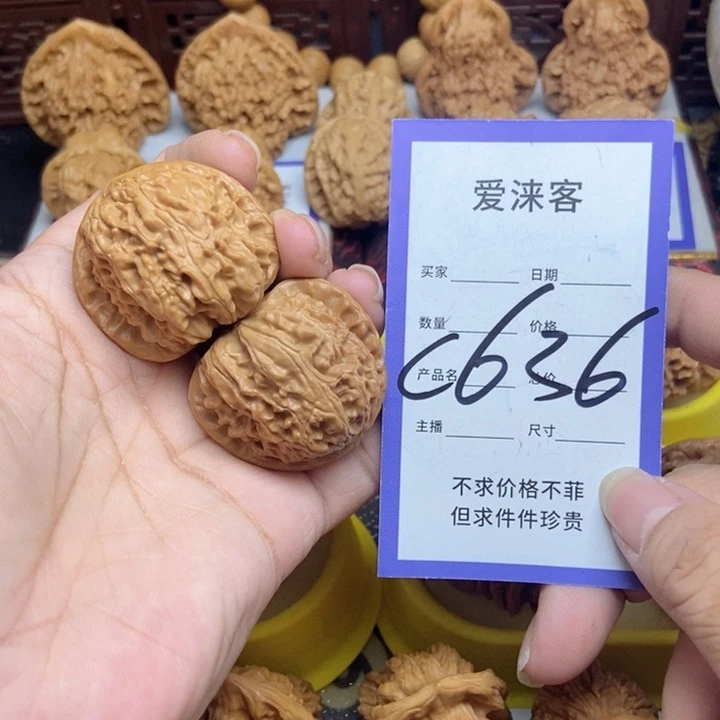 爱涞客
买家 日期
数量 价格
产品名 总价
主播 尺寸
C636
不求价格不菲
但求件件珍贵